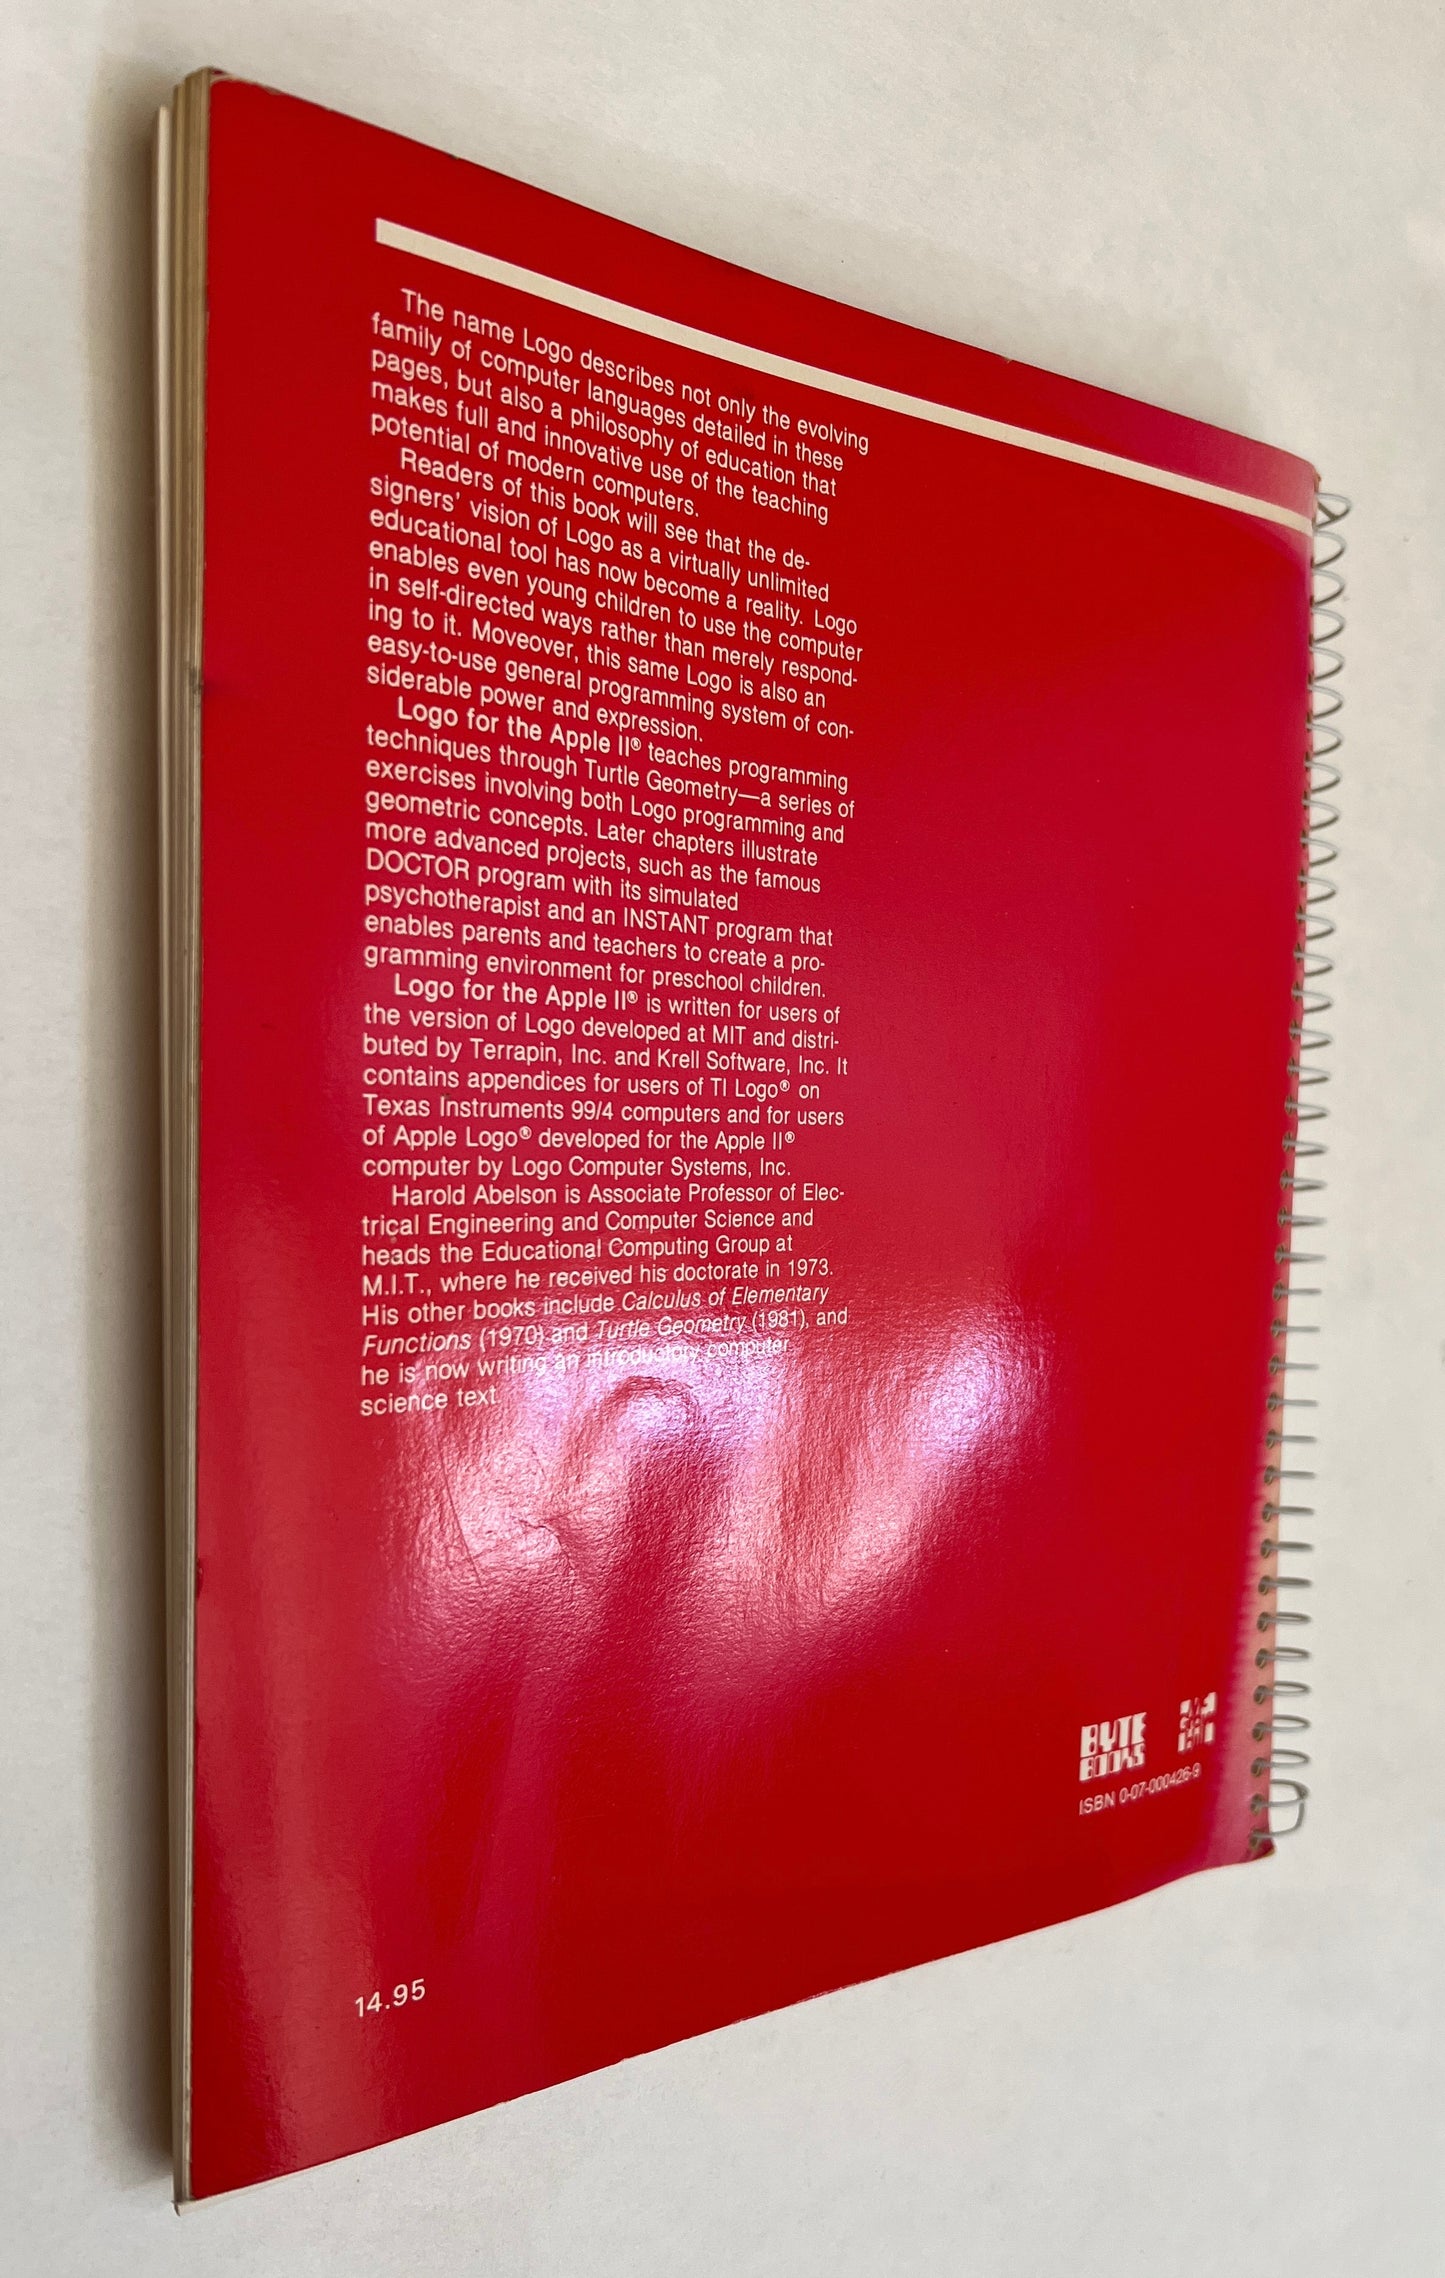 The name Logo describes not only the evolving
family of computer languages detailed in these
pages, but also a philosophy of education that
makes full and innovative use of the teaching
potential of modern computers.
Readers of this book will see that the de-
signers' vision of Logo as a virtually unlimited
educational tool has now become a reality. Logo
enables even young children to use the computer
in self-directed ways rather than merely respond-
ing to it. Moveover, this same Logo is also an
easy-to-use general programming system of con-
siderable power and expression.
Logo for the Apple II® teaches programming
techniques through Turtle Geometry—a series of
exercises involving both Logo programming and
geometric concepts. Later chapters illustrate
more advanced projects, such as the famous
DOCTOR program with its simulated
psychotherapist and an INSTANT program that
enables parents and teachers to create a pro-
gramming environment for preschool children.
Logo for the Apple II® is written for users of
the version of Logo developed at MIT and distri-
buted by Terrapin, Inc. and Krell Software, Inc. It
contains appendices for users of TI Logo® on
Texas Instruments 99/4 computers and for users
of Apple Logo® developed for the Apple II®
computer by Logo Computer Systems, Inc.
Harold Abelson is Associate Professor of Elec-
trical Engineering and Computer Science and
heads the Educational Computing Group at
M.I.T., where he received his doctorate in 1973.
His other books include Calculus of Elementary
Functions (1970) and Turtle Geometry (1981), and
he is now writing an introductory computer
science text
BYTE
BOOKS
ISBN 0-07-000426-9
14.95